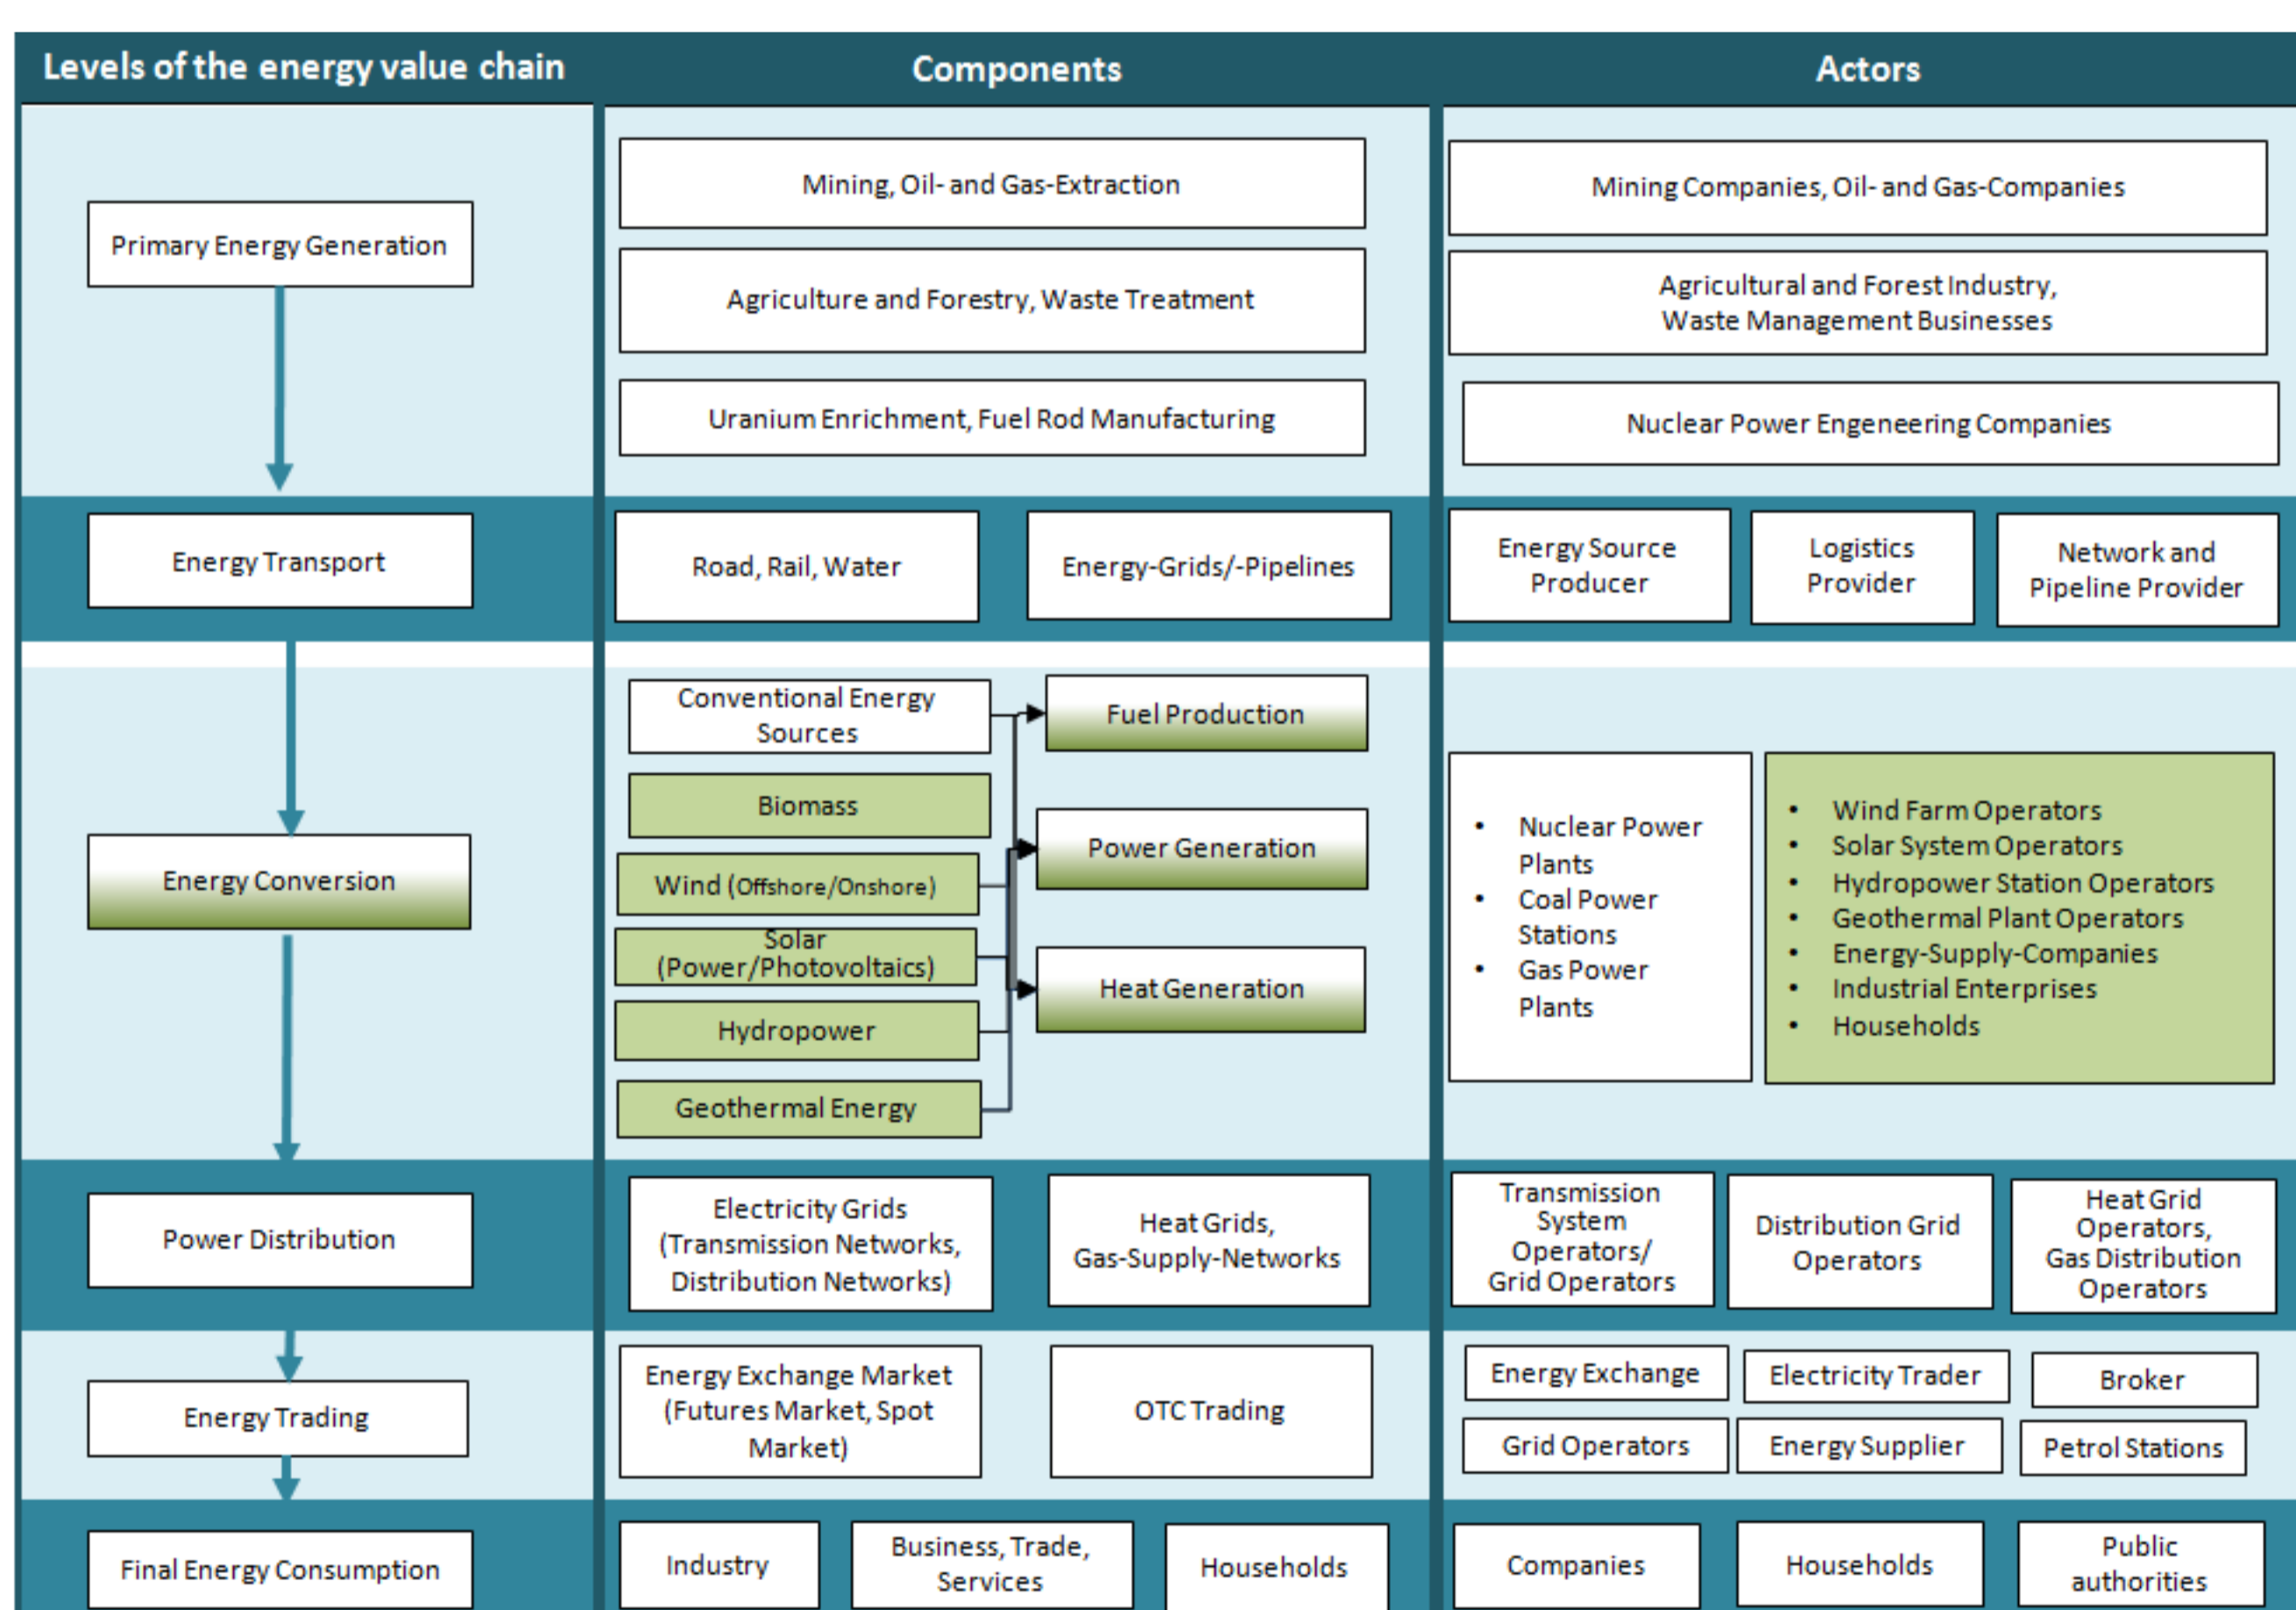 Levels of the energy value chain
Components
Actors
Primary Energy Generation
Mining, Oil- and Gas-Extraction
Mining Companies, Oil- and Gas-Companies
Agriculture and Forestry, Waste Treatment
Agricultural and Forest Industry,
Waste Management Businesses
Uranium Enrichment, Fuel Rod Manufacturing
Nuclear Power Engeneering Companies
Energy Transport
Road, Rail, Water
Energy-Grids/-Pipelines
Energy Source
Producer
Logistics
Provider
Network and
Pipeline Provider
Energy Conversion
Conventional Energy
Sources
Biomass
Wind (Offshore/Onshore)
Solar
(Power/Photovoltaics)
Hydropower
Geothermal Energy
Fuel Production
Power Generation
Heat Generation
• Nuclear Power
Plants
• Coal Power
Stations
• Gas Power
Plants
• Wind Farm Operators
• Solar System Operators
• Hydropower Station Operators
• Geothermal Plant Operators
• Energy-Supply-Companies
• Industrial Enterprises
• Households
Power Distribution
Electricity Grids
(Transmission Networks,
Distribution Networks)
Heat Grids,
Gas-Supply-Networks
Transmission
System
Operators/
Grid Operators
Distribution Grid
Operators
Heat Grid
Operators,
Gas Distribution
Operators
Energy Trading
Energy Exchange Market
(Futures Market, Spot
Market)
OTC Trading
Energy Exchange
Electricity Trader
Broker
Grid Operators
Energy Supplier
Petrol Stations
Final Energy Consumption
Industry
Business, Trade,
Services
Households
Companies
Households
Public
authorities